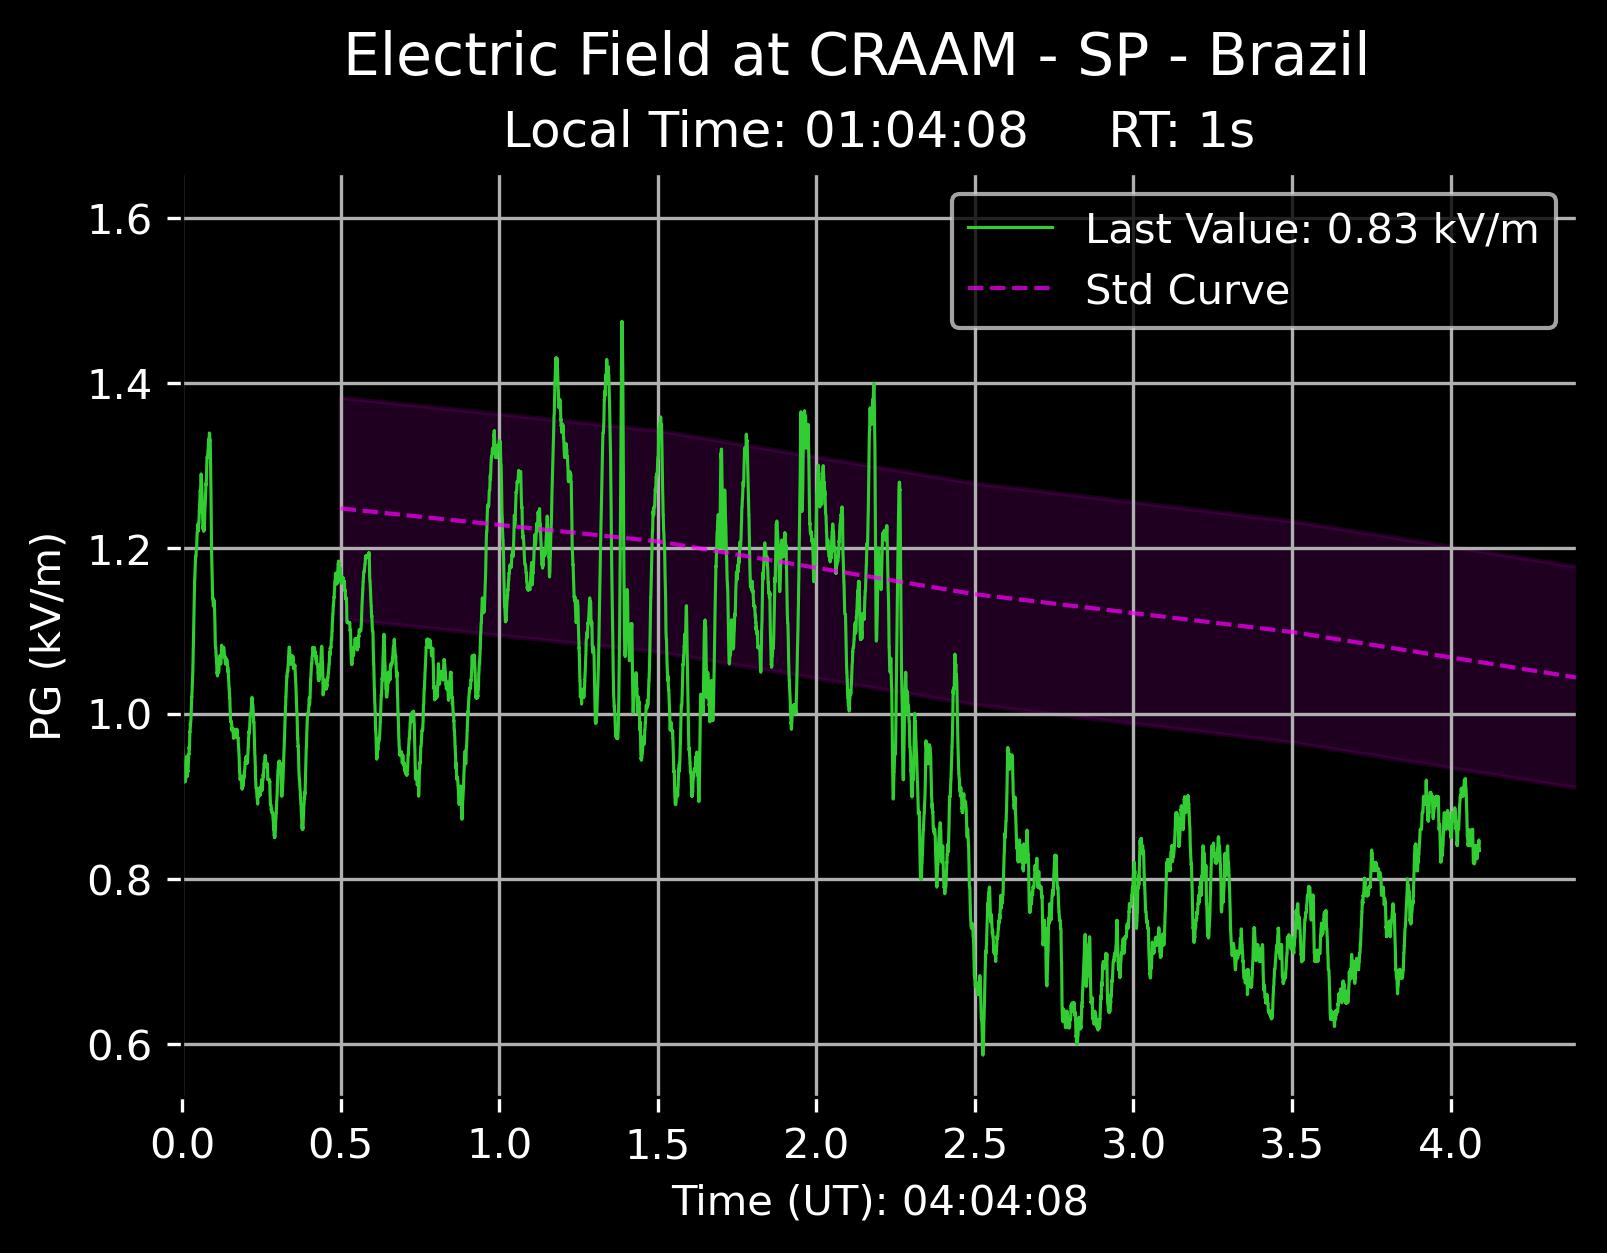 Electric Field at CRAAM - SP - Brazil
Local Time: 01:04:08 RT: 1s
Last Value: 0.83 kV/m
Std Curve
PG (kV/m)
1.6
1.4
1.2
1.0
0.8
0.6
0.0 0.5 1.0 1.5 2.0 2.5 3.0 3.5 4.0
Time (UT): 04:04:08